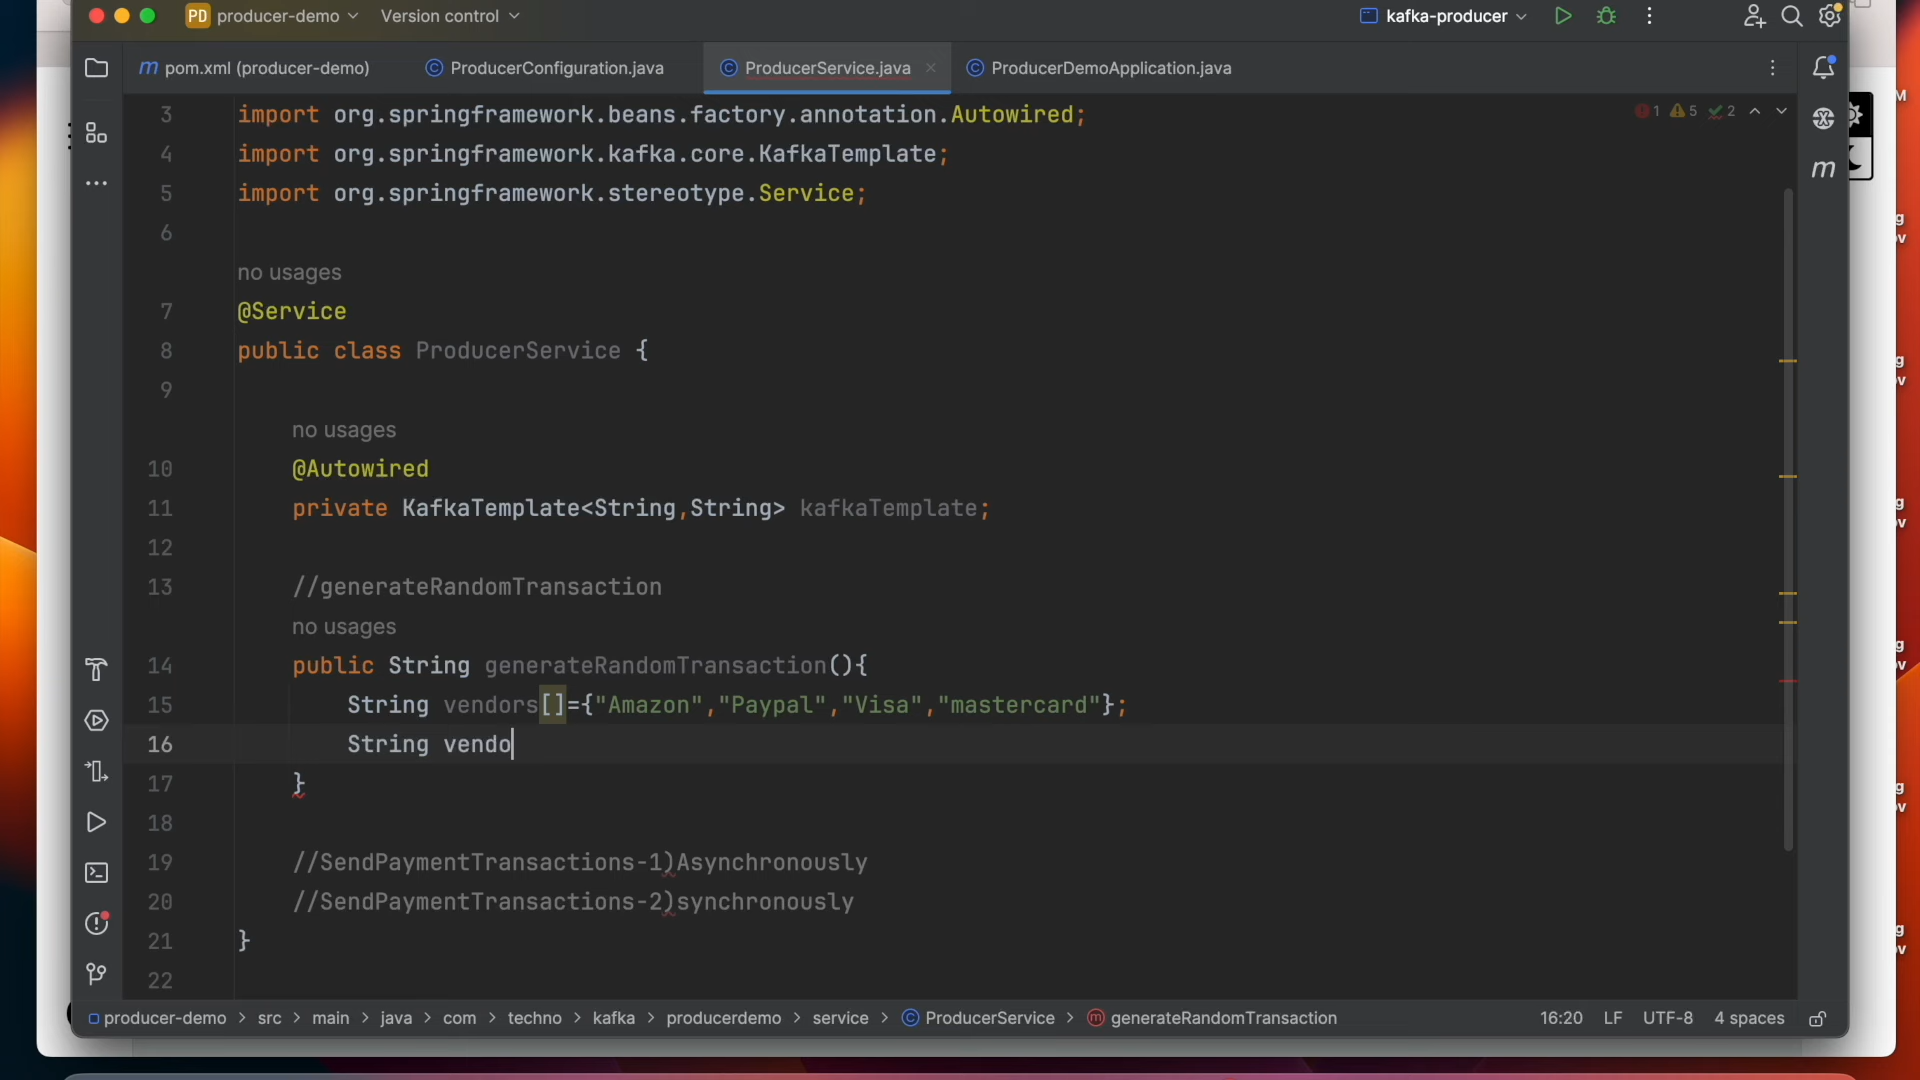 PD producer-demo Version control kafka-producer
m pom.xml (producer-demo) ProducerConfiguration.java ProducerService.java ProducerDemoApplication.java
3 import org.springframework.beans.factory.annotation.Autowired; 1 5 2
4 import org.springframework.kafka.core.KafkaTemplate;
5 import org.springframework.stereotype.Service;
6
no usages
7 @Service
8 public class ProducerService {
9
no usages
10 @Autowired
11 private KafkaTemplate<String,String> kafkaTemplate;
12
13 //generateRandomTransaction
no usages
14 public String generateRandomTransaction(){
15 String vendors[]={"Amazon","Paypal","Visa","mastercard"};
16 String vendo
17 }
18
19 //SendPaymentTransactions-1)Asynchronously
20 //SendPaymentTransactions-2)synchronously
21 }
22
producer-demo > src > main > java > com > techno > kafka > producerdemo > service > ProducerService > generateRandomTransaction 16:20 LF UTF-8 4 spaces